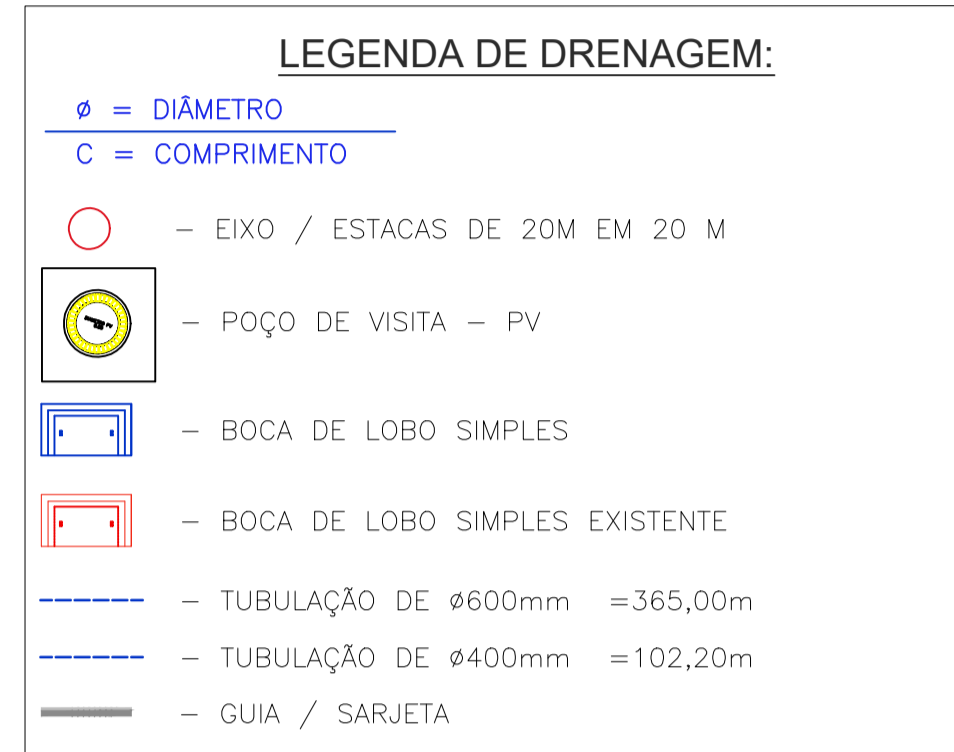 LEGENDA DE DRENAGEM:
ø = DIÂMETRO
C = COMPRIMENTO
– EIXO / ESTACAS DE 20M EM 20 M
– POÇO DE VISITA – PV
– BOCA DE LOBO SIMPLES
– BOCA DE LOBO SIMPLES EXISTENTE
– TUBULAÇÃO DE ø600mm =365,00m
– TUBULAÇÃO DE ø400mm =102,20m
– GUIA / SARJETA